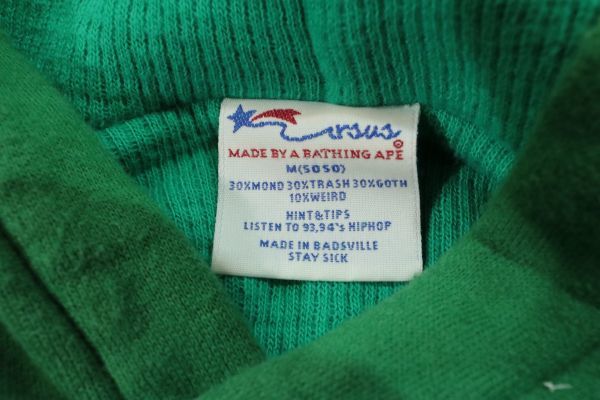 ursus
MADE BY A BATHING APE
M(5050)
30%MOND 30%TRASH 30%GOTH
10%WEIRD
HINT&TIPS
LISTEN TO 93,94's HIPHOP
MADE IN BADSVILLE
STAY SICK